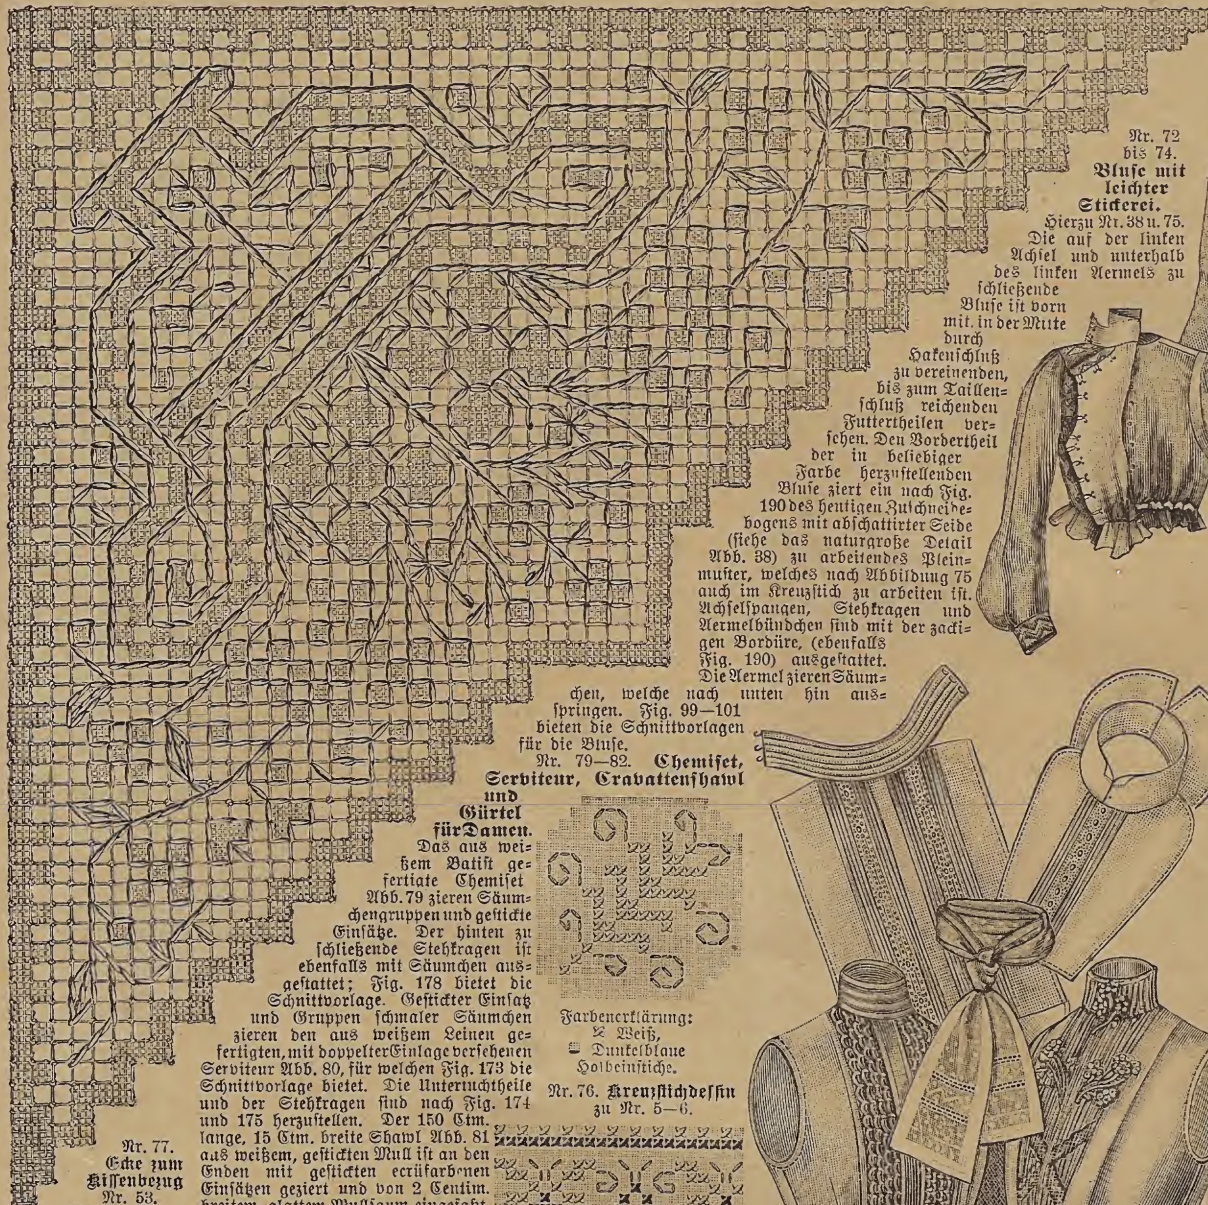 Nr. 72
bis 74.
Bluse mit
leichter
Stickerei.
Hierzu Nr. 38 u. 75.
Die auf der linken
Achsel und unterhalb
des linken Aermels zu
schließende
Bluse ist vorn
mit, in der Mitte
durch
Hakenschluß
zu vereinenden,
bis zum Taillen-
schluß reichenden
Futtertheilen ver-
sehen. Den Vordertheil
der in beliebiger
Farbe herzustellenden
Bluse ziert ein nach Fig.
190 des heutigen Zuschneide-
bogens mit abschattirter Seide
(siehe das naturgroße Detail
Abb. 38) zu arbeitendes Plein-
muster, welches nach Abbildung 75
auch im Kreuzstich zu arbeiten ist.
Achselspangen, Stehkragen und
Aermelbündchen sind mit der zacki-
gen Bordüre, (ebenfalls
Fig. 190) ausgestattet.
Die Aermel zieren Säum-
chen, welche nach unten hin aus-
springen. Fig. 99—101
bieten die Schnittvorlagen
für die Bluse.
Nr. 79—82. Chemiset,
Serviteur, Cravattenshawl
und
Gürtel
für Damen.
Das aus wei-
ßem Batist ge-
fertigte Chemiset
Abb. 79 zieren Säum-
chengruppen und gestickte
Einsätze. Der hinten zu
schließende Stehkragen ist
ebenfalls mit Säumchen aus-
gestattet; Fig. 178 bietet die
Schnittvorlage. Gestickter Einsatz
und Gruppen schmaler Säumchen
zieren den aus weißem Leinen ge-
fertigten, mit doppelter Einlage versehenen
Serviteur Abb. 80, für welchen Fig. 173 die
Schnittvorlage bietet. Die Untertuchtheile
und der Stehkragen sind nach Fig. 174
und 175 herzustellen. Der 150 Ctm.
lange, 15 Ctm. breite Shawl Abb. 81
aus weißem, gestickten Mull ist an den
Enden mit gestickten ecrüfarbenen
Einsätzen geziert und von 2 Centim.
breitem, glattem Mullsaum eingefaßt.
Farbenerklärung:
Weiß,
Dunkelblaue
Holbeinstiche.
Nr. 76. Kreuzstichdessin
zu Nr. 5—6.
Nr. 77.
Ecke zum
Kissenbezug
Nr. 53.